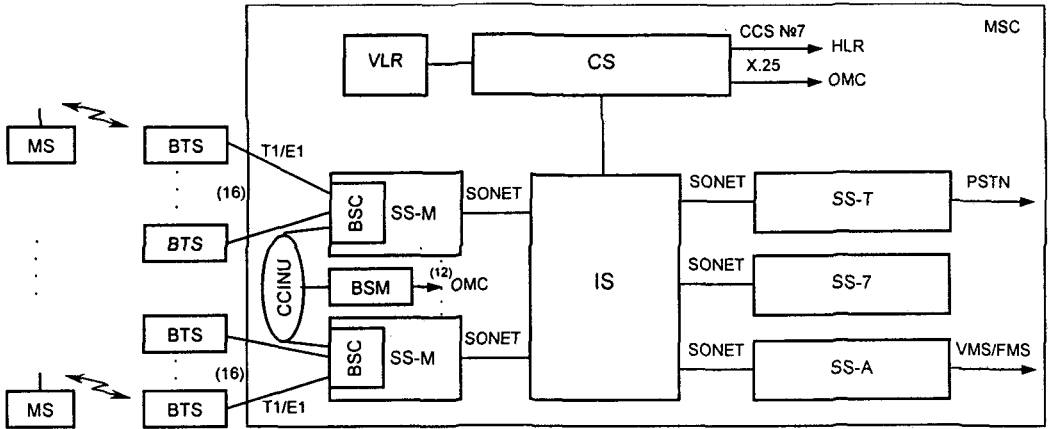 MSC
VLR
CS
CCS №7
HLR
X.25
OMC
MS
BTS
T1/E1
(16)
BTS
BSC
SS-M
SONET
IS
SONET
SS-T
PSTN
CCINU
BSM
(12)
OMC
SONET
SS-7
BTS
(16)
BTS
MS
T1/E1
BSC
SS-M
SONET
SONET
SS-A
VMS/FMS